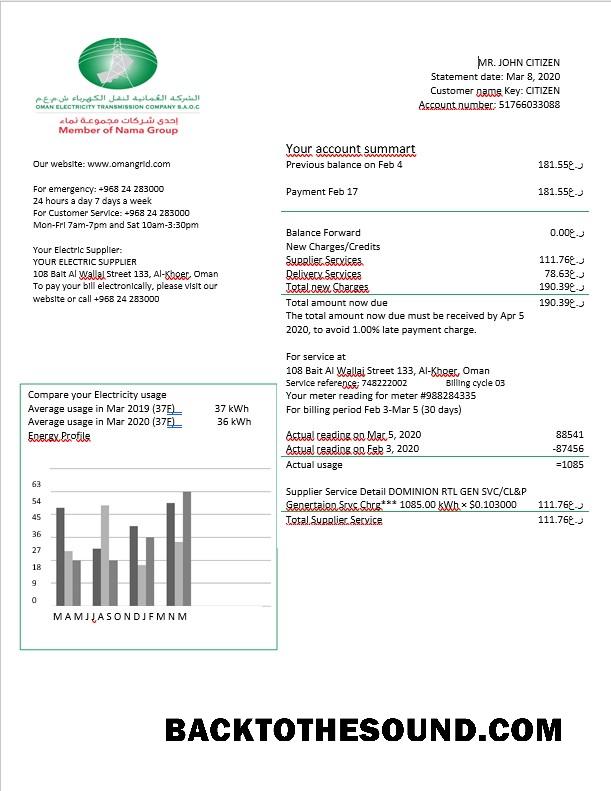 الشركة العُمانية لنقل الكهرباء ش.م.ع.م
OMAN ELECTRICITY TRANSMISSION COMPANY S.A.O.C
إحدى شركات مجموعة نماء
Member of Nama Group
MR. JOHN CITIZEN
Statement date: Mar 8, 2020
Customer name Key: CITIZEN
Account number: 51766033088
Our website: www.omangrid.com
For emergency: +968 24 283000
24 hours a day 7 days a week
For Customer Service: +968 24 283000
Mon-Fri 7am-7pm and Sat 10am-3:30pm
Your Electric Supplier:
YOUR ELECTRIC SUPPLIER
108 Bait Al Wallaj Street 133, Al-Khoer, Oman
To pay your bill electronically, please visit our
website or call +968 24 283000
Your account summart
Previous balance on Feb 4 181.55ر.ع
Payment Feb 17 181.55ر.ع
Balance Forward 0.00ر.ع
New Charges/Credits
Supplier Services 111.76ر.ع
Delivery Services 78.63ر.ع
Total new Charges 190.39ر.ع
Total amount now due 190.39ر.ع
The total amount now due must be received by Apr 5
2020, to avoid 1.00% late payment charge.
For service at
108 Bait Al Wallaj Street 133, Al-Khoer, Oman
Service reference: 748222002 Billing cycle 03
Your meter reading for meter #988284335
For billing period Feb 3-Mar 5 (30 days)
Actual reading on Mar 5, 2020 88541
Actual reading on Feb 3, 2020 -87456
Actual usage =1085
Supplier Service Detail DOMINION RTL GEN SVC/CL&P
Genertaion Srvc Chrg*** 1085.00 kWh × $0.103000 111.76ر.ع
Total Supplier Service 111.76ر.ع
Compare your Electricity usage
Average usage in Mar 2019 (37F) 37 kWh
Average usage in Mar 2020 (37F) 36 kWh
Energy Profile
63
54
45
36
27
18
9
0
M A M J J A S O N D J F M N M
BACKTOTHESOUND.COM